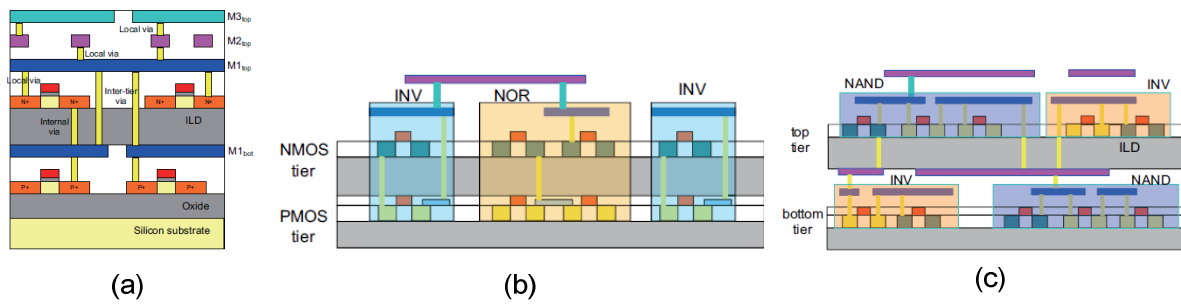 M3top
Local via
M2top
Local via
M1top
Local via
Inter-tier
via
N+
N+
N+
N+
Internal
via
ILD
M1bot
P+
P+
P+
P+
Oxide
Silicon substrate
(a)
INV
NOR
INV
NMOS
tier
PMOS
tier
(b)
NAND
INV
top
tier
ILD
INV
NAND
bottom
tier
(c)